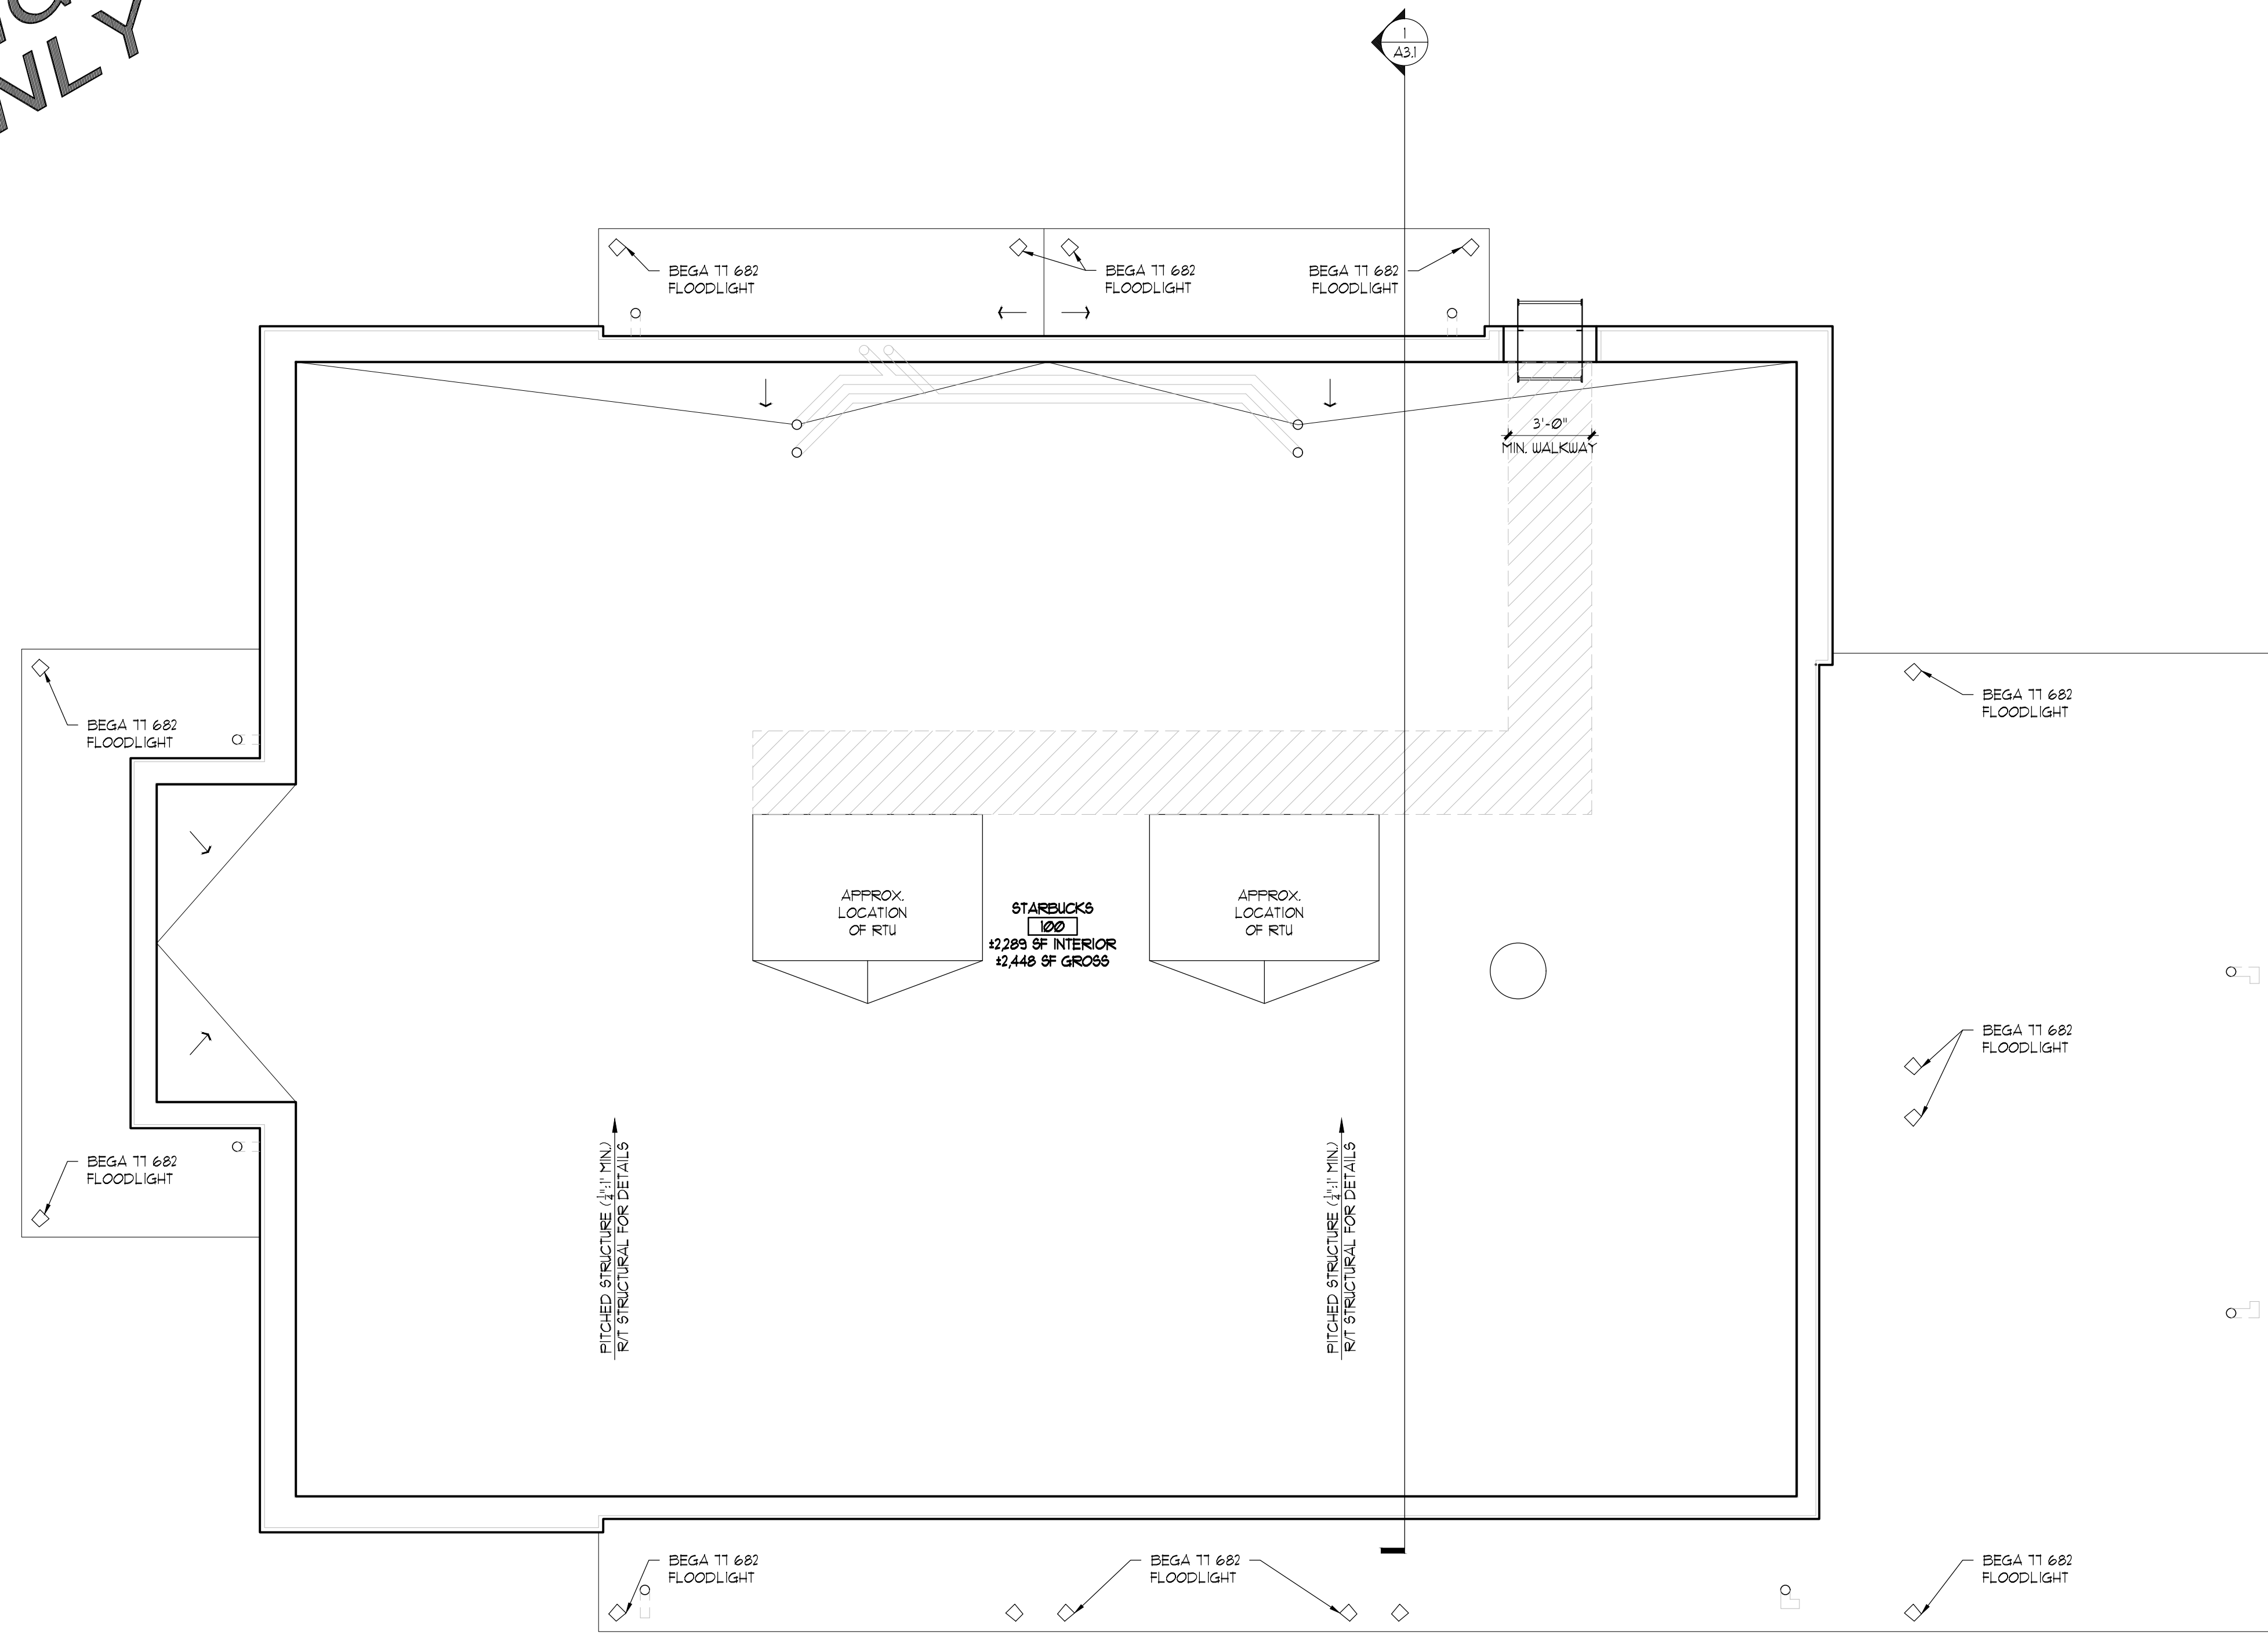 NLY
1
A3.1
BEGA 77 682
FLOODLIGHT
BEGA 77 682
FLOODLIGHT
BEGA 77 682
FLOODLIGHT
3'-0"
MIN. WALKWAY
BEGA 77 682
FLOODLIGHT
BEGA 77 682
FLOODLIGHT
APPROX.
LOCATION
OF RTU
STARBUCKS
100
±2,289 SF INTERIOR
±2,448 SF GROSS
APPROX.
LOCATION
OF RTU
BEGA 77 682
FLOODLIGHT
BEGA 77 682
FLOODLIGHT
PITCHED STRUCTURE (1/4":1' MIN.)
R/T STRUCTURAL FOR DETAILS
PITCHED STRUCTURE (1/4":1' MIN.)
R/T STRUCTURAL FOR DETAILS
BEGA 77 682
FLOODLIGHT
BEGA 77 682
FLOODLIGHT
BEGA 77 682
FLOODLIGHT